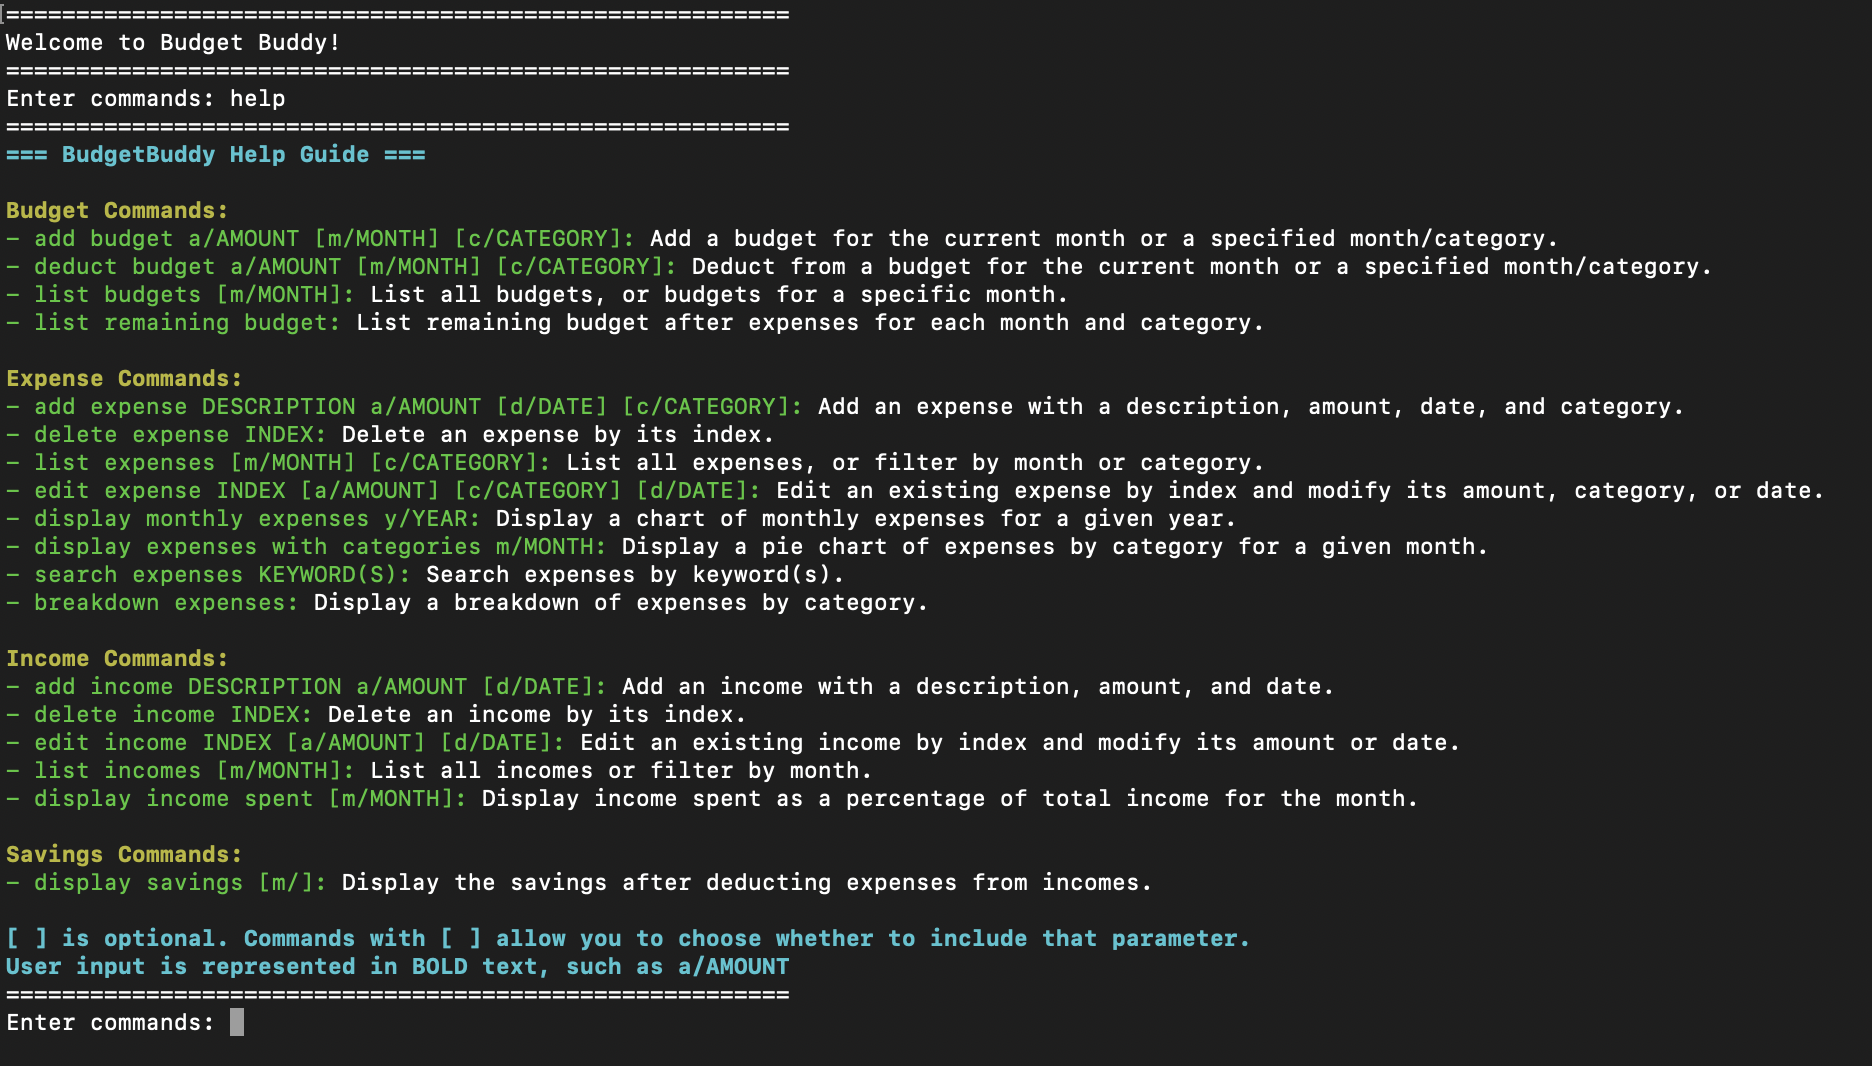 ========================================================
Welcome to Budget Buddy!
========================================================
Enter commands: help
========================================================
=== BudgetBuddy Help Guide ===
Budget Commands:
- add budget a/AMOUNT [m/MONTH] [c/CATEGORY]: Add a budget for the current month or a specified month/category.
- deduct budget a/AMOUNT [m/MONTH] [c/CATEGORY]: Deduct from a budget for the current month or a specified month/category.
- list budgets [m/MONTH]: List all budgets, or budgets for a specific month.
- list remaining budget: List remaining budget after expenses for each month and category.
Expense Commands:
- add expense DESCRIPTION a/AMOUNT [d/DATE] [c/CATEGORY]: Add an expense with a description, amount, date, and category.
- delete expense INDEX: Delete an expense by its index.
- list expenses [m/MONTH] [c/CATEGORY]: List all expenses, or filter by month or category.
- edit expense INDEX [a/AMOUNT] [c/CATEGORY] [d/DATE]: Edit an existing expense by index and modify its amount, category, or date.
- display monthly expenses y/YEAR: Display a chart of monthly expenses for a given year.
- display expenses with categories m/MONTH: Display a pie chart of expenses by category for a given month.
- search expenses KEYWORD(S): Search expenses by keyword(s).
- breakdown expenses: Display a breakdown of expenses by category.
Income Commands:
- add income DESCRIPTION a/AMOUNT [d/DATE]: Add an income with a description, amount, and date.
- delete income INDEX: Delete an income by its index.
- edit income INDEX [a/AMOUNT] [d/DATE]: Edit an existing income by index and modify its amount or date.
- list incomes [m/MONTH]: List all incomes or filter by month.
- display income spent [m/MONTH]: Display income spent as a percentage of total income for the month.
Savings Commands:
- display savings [m/]: Display the savings after deducting expenses from incomes.
[ ] is optional. Commands with [ ] allow you to choose whether to include that parameter.
User input is represented in BOLD text, such as a/AMOUNT
========================================================
Enter commands: